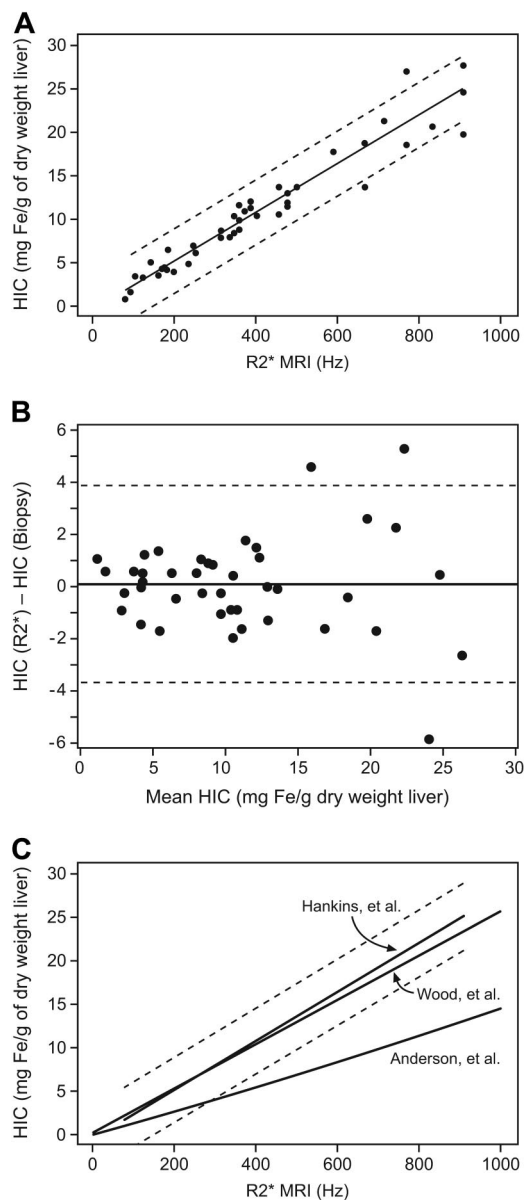 A
HIC (mg Fe/g of dry weight liver)
30
25
20
15
10
5
0
0 200 400 600 800 1000
R2* MRI (Hz)
B
HIC (R2*) – HIC (Biopsy)
6
4
2
0
-2
-4
-6
0 5 10 15 20 25 30
Mean HIC (mg Fe/g dry weight liver)
C
HIC (mg Fe/g of dry weight liver)
30
25
20
15
10
5
0
Hankins, et al.
Wood, et al.
Anderson, et al.
0 200 400 600 800 1000
R2* MRI (Hz)